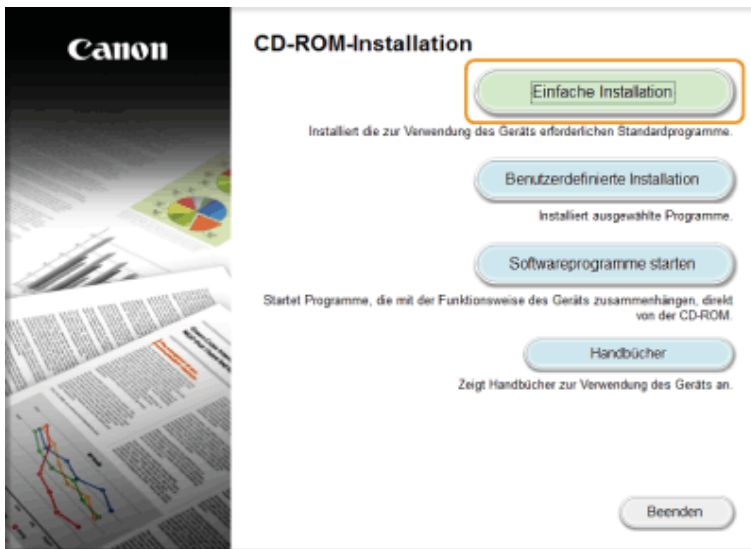 Canon
CD-ROM-Installation
Einfache Installation
Installiert die zur Verwendung des Geräts erforderlichen Standardprogramme.
Benutzerdefinierte Installation
Installiert ausgewählte Programme.
Softwareprogramme starten
Startet Programme, die mit der Funktionsweise des Geräts zusammenhängen, direkt
von der CD-ROM.
Handbücher
Zeigt Handbücher zur Verwendung des Geräts an.
Beenden